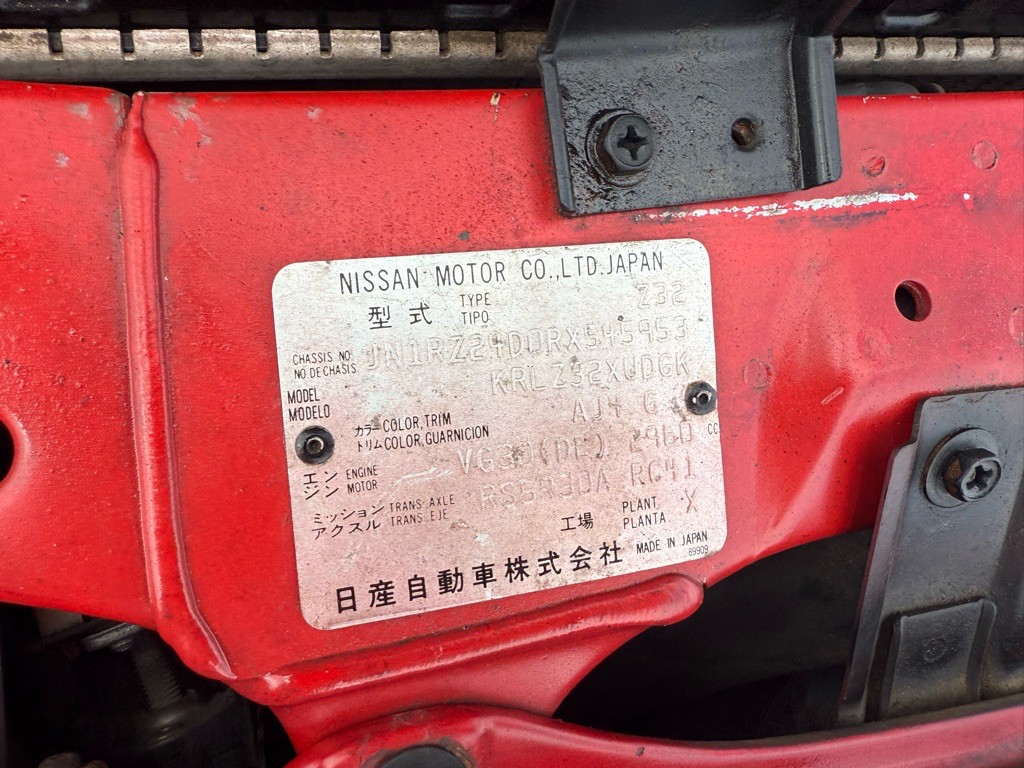 NISSAN MOTOR CO.,LTD.JAPAN
型式 TYPE TIPO Z32
CHASSIS NO. NO.DE CHASIS JN1RZ24D0RX545953
MODEL MODELO KRLZ32XUDGK
カラー COLOR,TRIM トリム COLOR,GUARNICION AJ4 G
エンジン ENGINE MOTOR VG30(DE) 2960 CC
ミッション アクスル TRANS. AXLE TRANS. EJE RS5R30A RG41
工場 PLANT PLANTA X
日産自動車株式会社 MADE IN JAPAN
89909